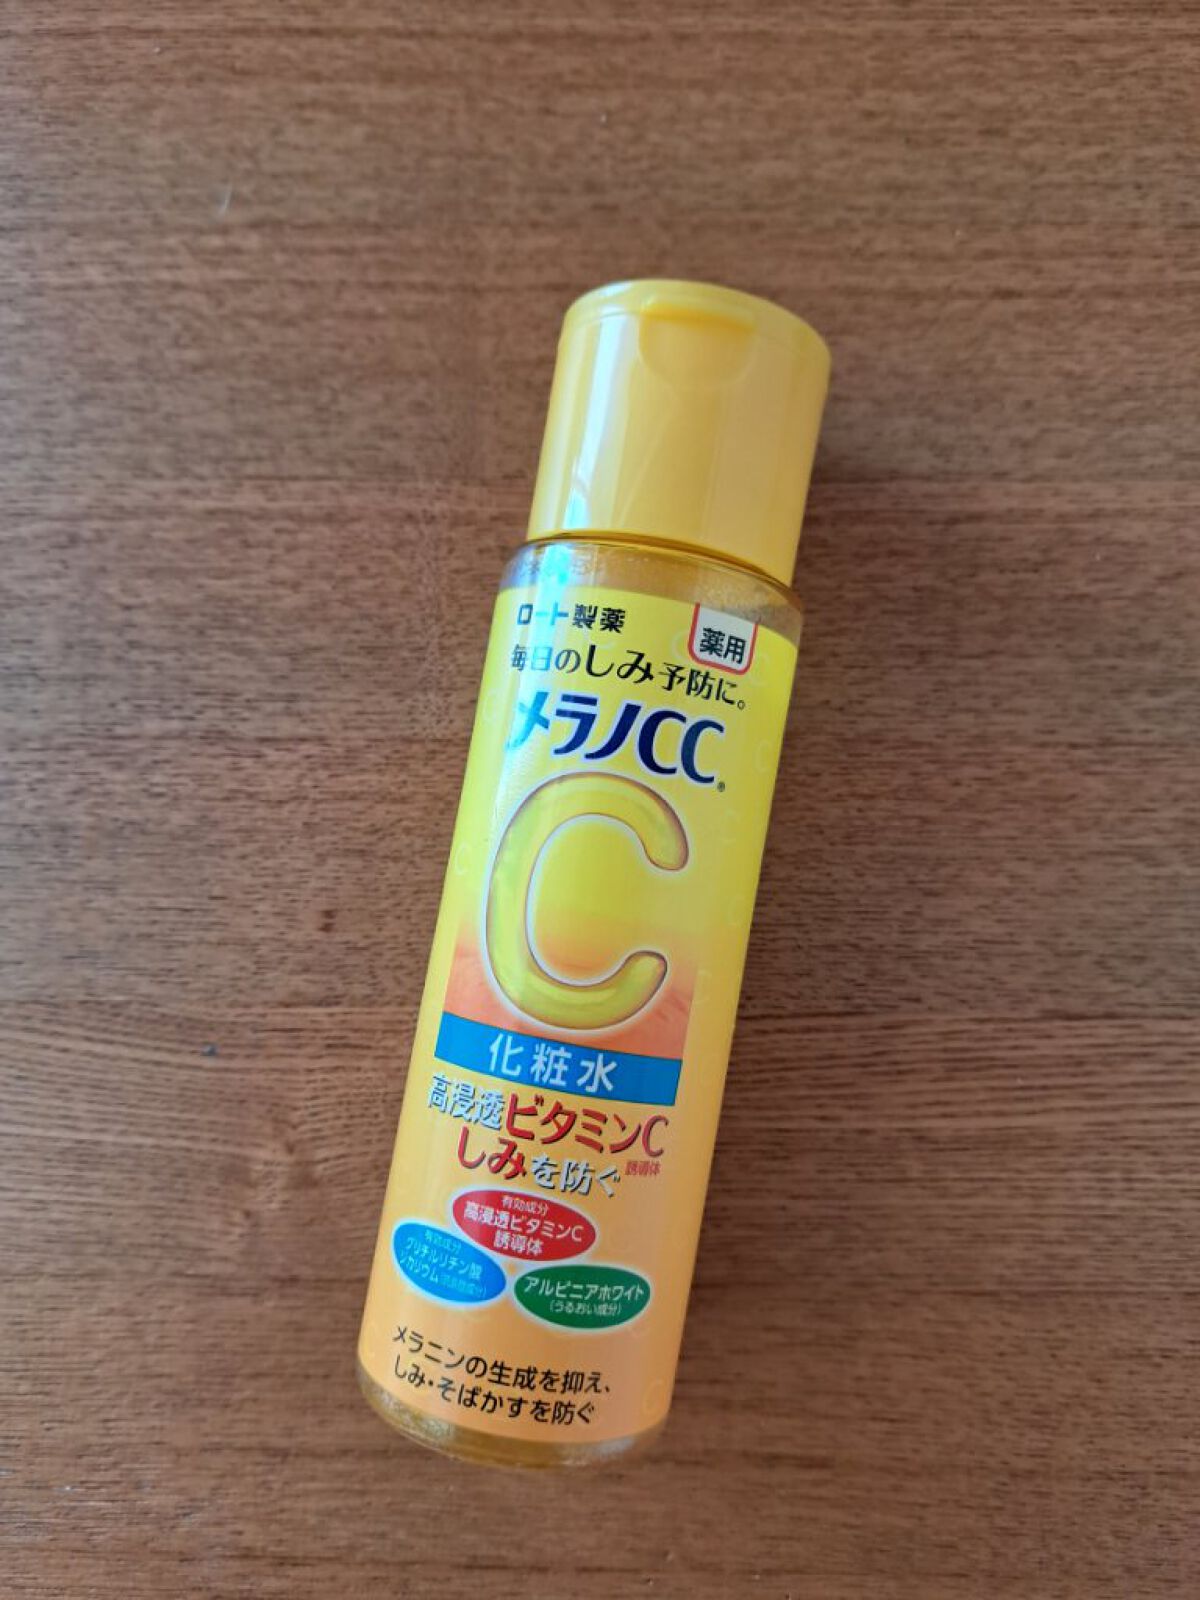 ロート製薬
薬用
毎日のしみ予防に。
メラノCC®
C
化粧水
高浸透ビタミンC
誘導体
しみを防ぐ
有効成分
高浸透ビタミンC
誘導体
有効成分
グリチルリチン酸
ジカリウム(抗炎症成分)
アルピニアホワイト
(うるおい成分)
メラニンの生成を抑え、
しみ・そばかすを防ぐ